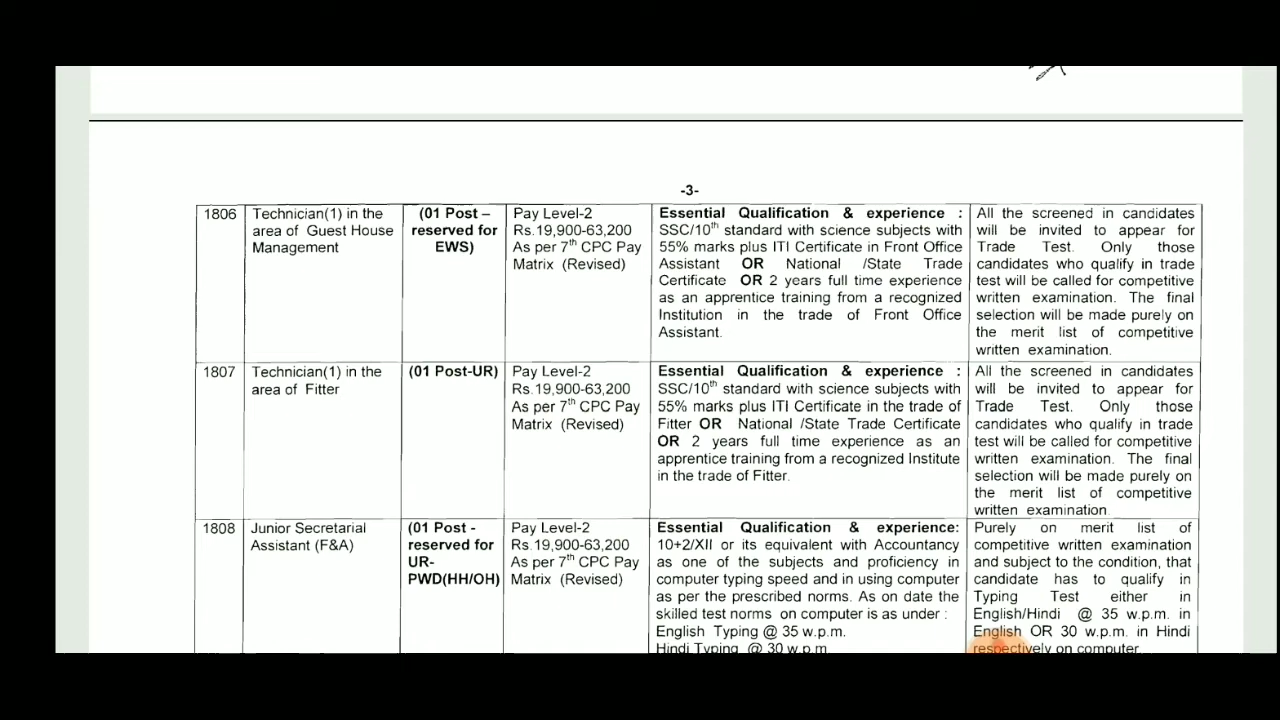 -3-
1806
Technician(1) in the
area of Guest House
Management
(01 Post –
reserved for
EWS)
Pay Level-2
Rs.19,900-63,200
As per 7th CPC Pay
Matrix (Revised)
Essential Qualification & experience :
SSC/10th standard with science subjects with
55% marks plus ITI Certificate in Front Office
Assistant OR National /State Trade
Certificate OR 2 years full time experience
as an apprentice training from a recognized
Institution in the trade of Front Office
Assistant.
All the screened in candidates
will be invited to appear for
Trade Test. Only those
candidates who qualify in trade
test will be called for competitive
written examination. The final
selection will be made purely on
the merit list of competitive
written examination.
1807
Technician(1) in the
area of Fitter
(01 Post-UR)
Pay Level-2
Rs.19,900-63,200
As per 7th CPC Pay
Matrix (Revised)
Essential Qualification & experience :
SSC/10th standard with science subjects with
55% marks plus ITI Certificate in the trade of
Fitter OR National /State Trade Certificate
OR 2 years full time experience as an
apprentice training from a recognized Institute
in the trade of Fitter.
All the screened in candidates
will be invited to appear for
Trade Test. Only those
candidates who qualify in trade
test will be called for competitive
written examination. The final
selection will be made purely on
the merit list of competitive
written examination.
1808
Junior Secretarial
Assistant (F&A)
(01 Post -
reserved for
UR-
PWD(HH/OH)
Pay Level-2
Rs.19,900-63,200
As per 7th CPC Pay
Matrix (Revised)
Essential Qualification & experience:
10+2/XII or its equivalent with Accountancy
as one of the subjects and proficiency in
computer typing speed and in using computer
as per the prescribed norms. As on date the
skilled test norms on computer is as under :
English Typing @ 35 w.p.m.
Hindi Typing @ 30 w.p.m.
Purely on merit list of
competitive written examination
and subject to the condition, that
candidate has to qualify in
Typing Test either in
English/Hindi @ 35 w.p.m. in
English OR 30 w.p.m. in Hindi
respectively on computer.